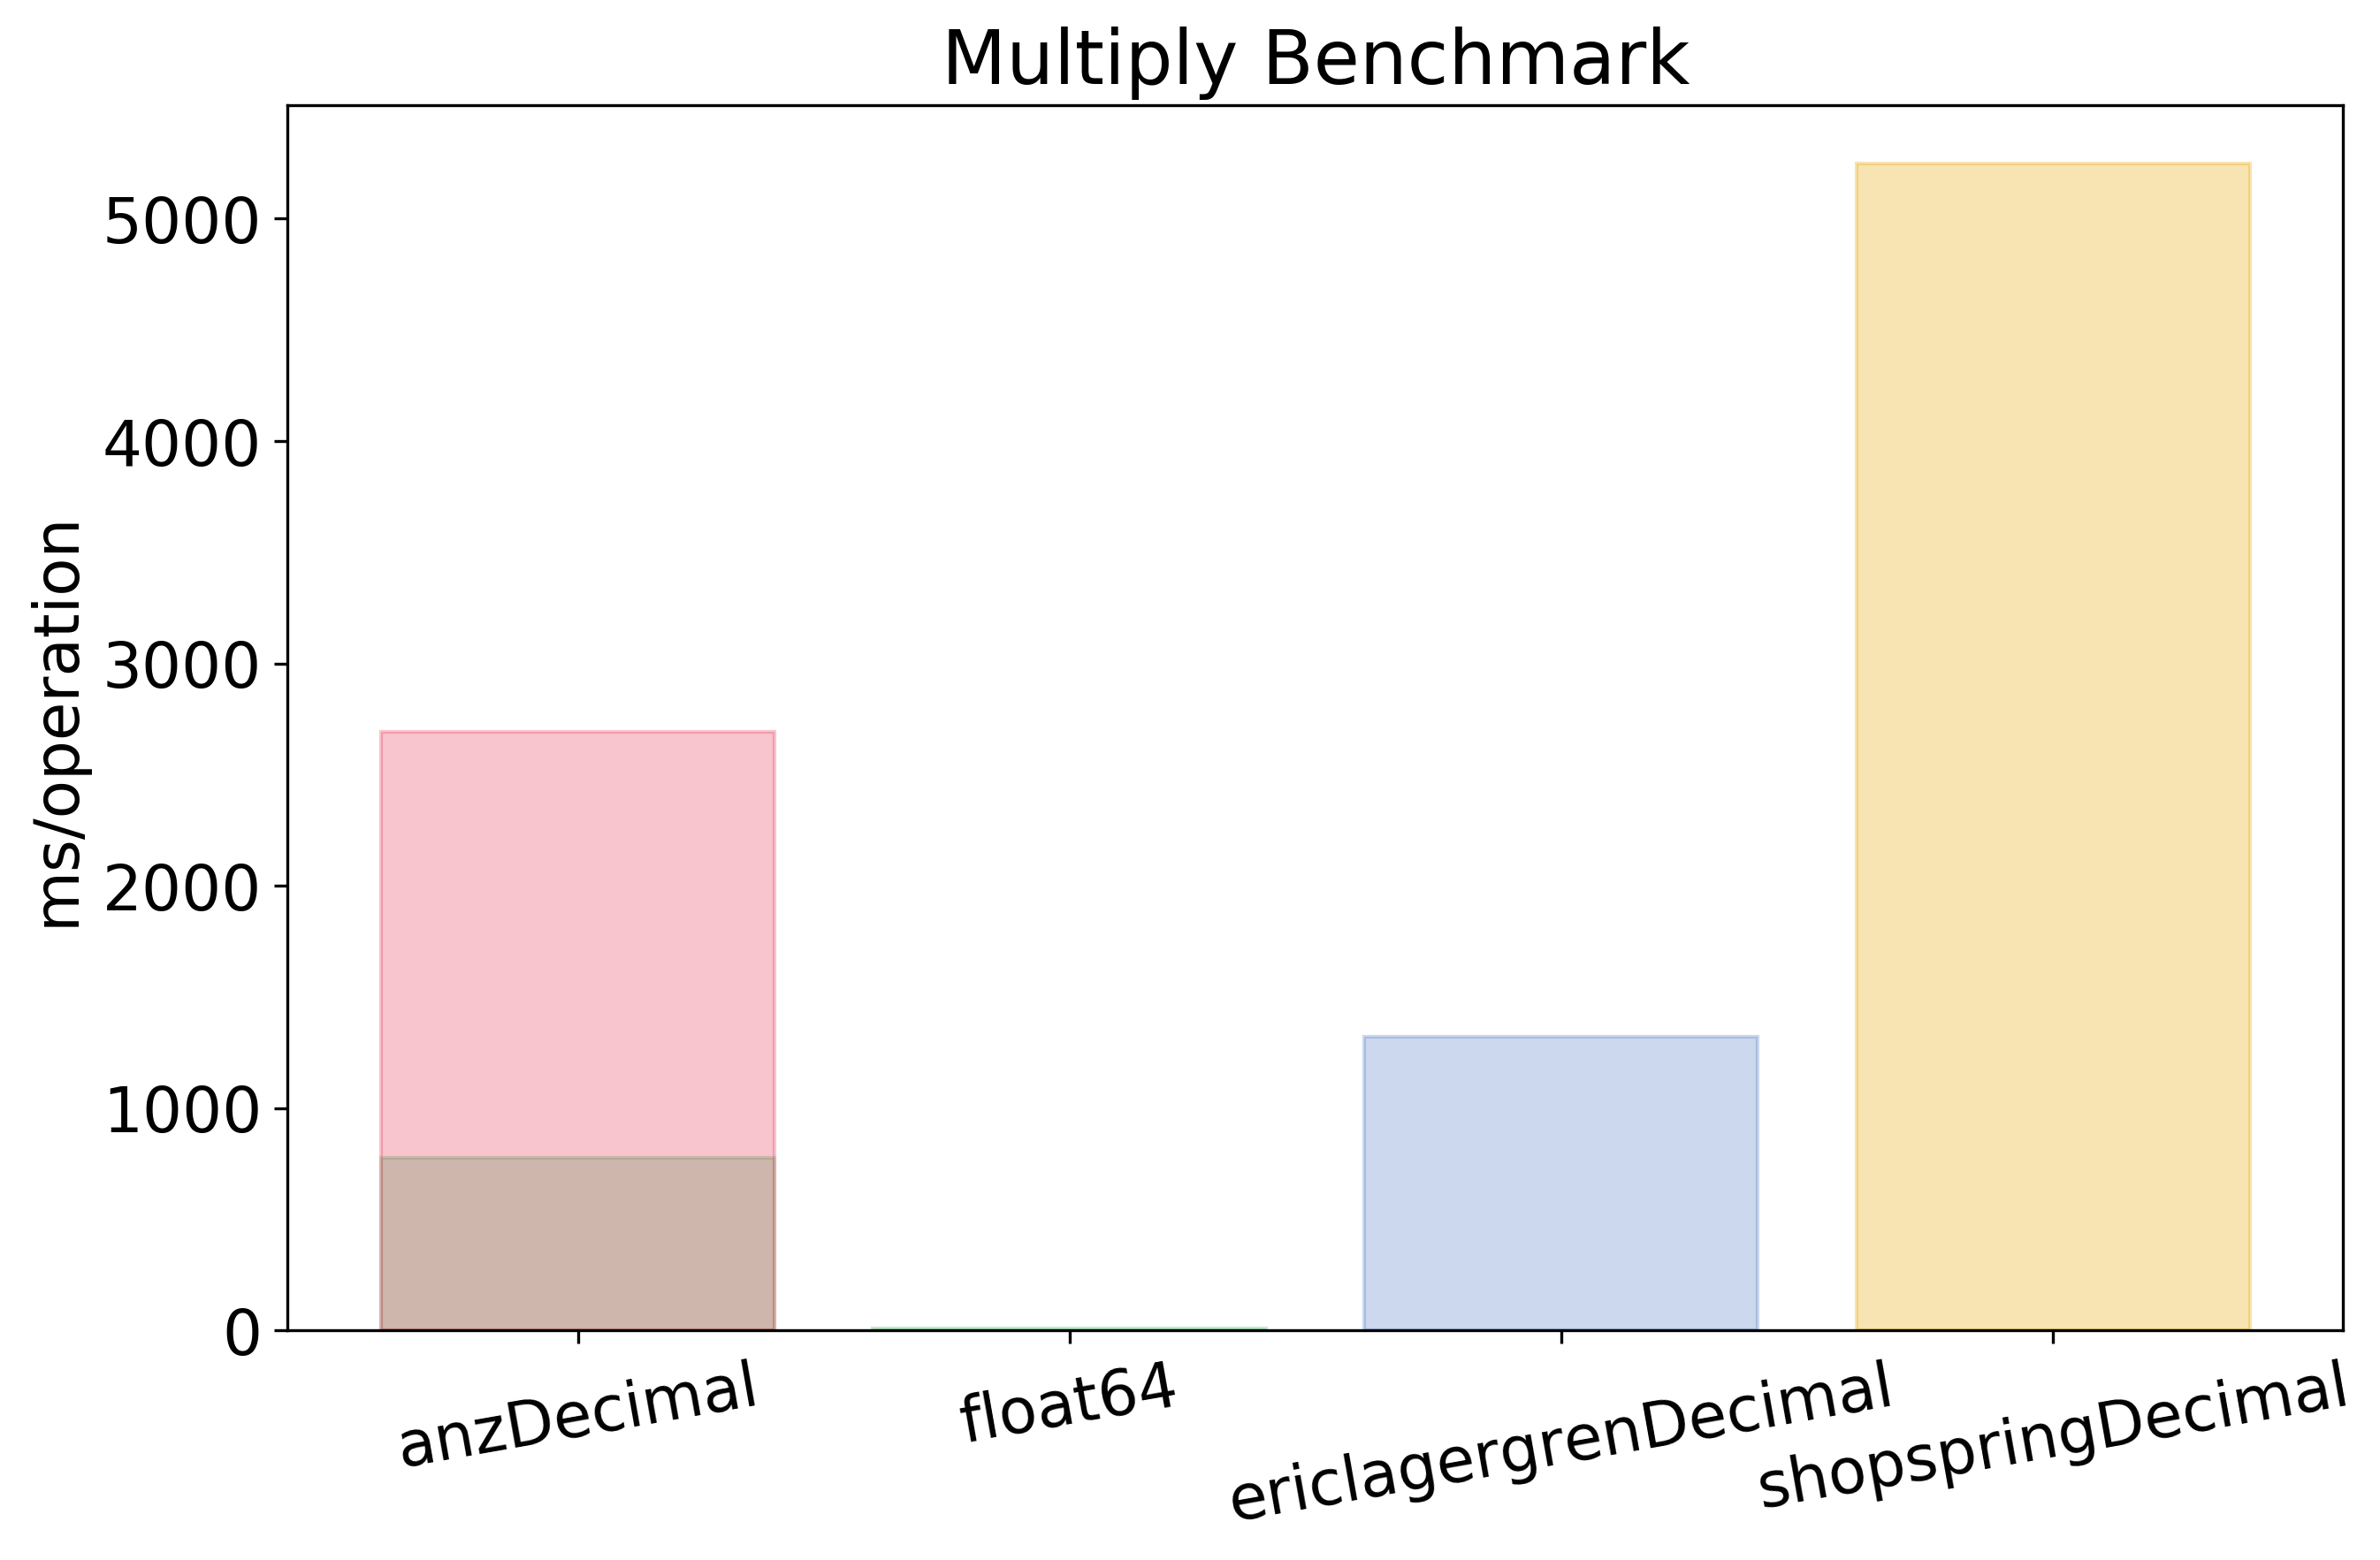 Multiply Benchmark
ms/operation
5000
4000
3000
2000
1000
0
anzDecimal
float64
ericlagergrenDecimal
shopspringDecimal